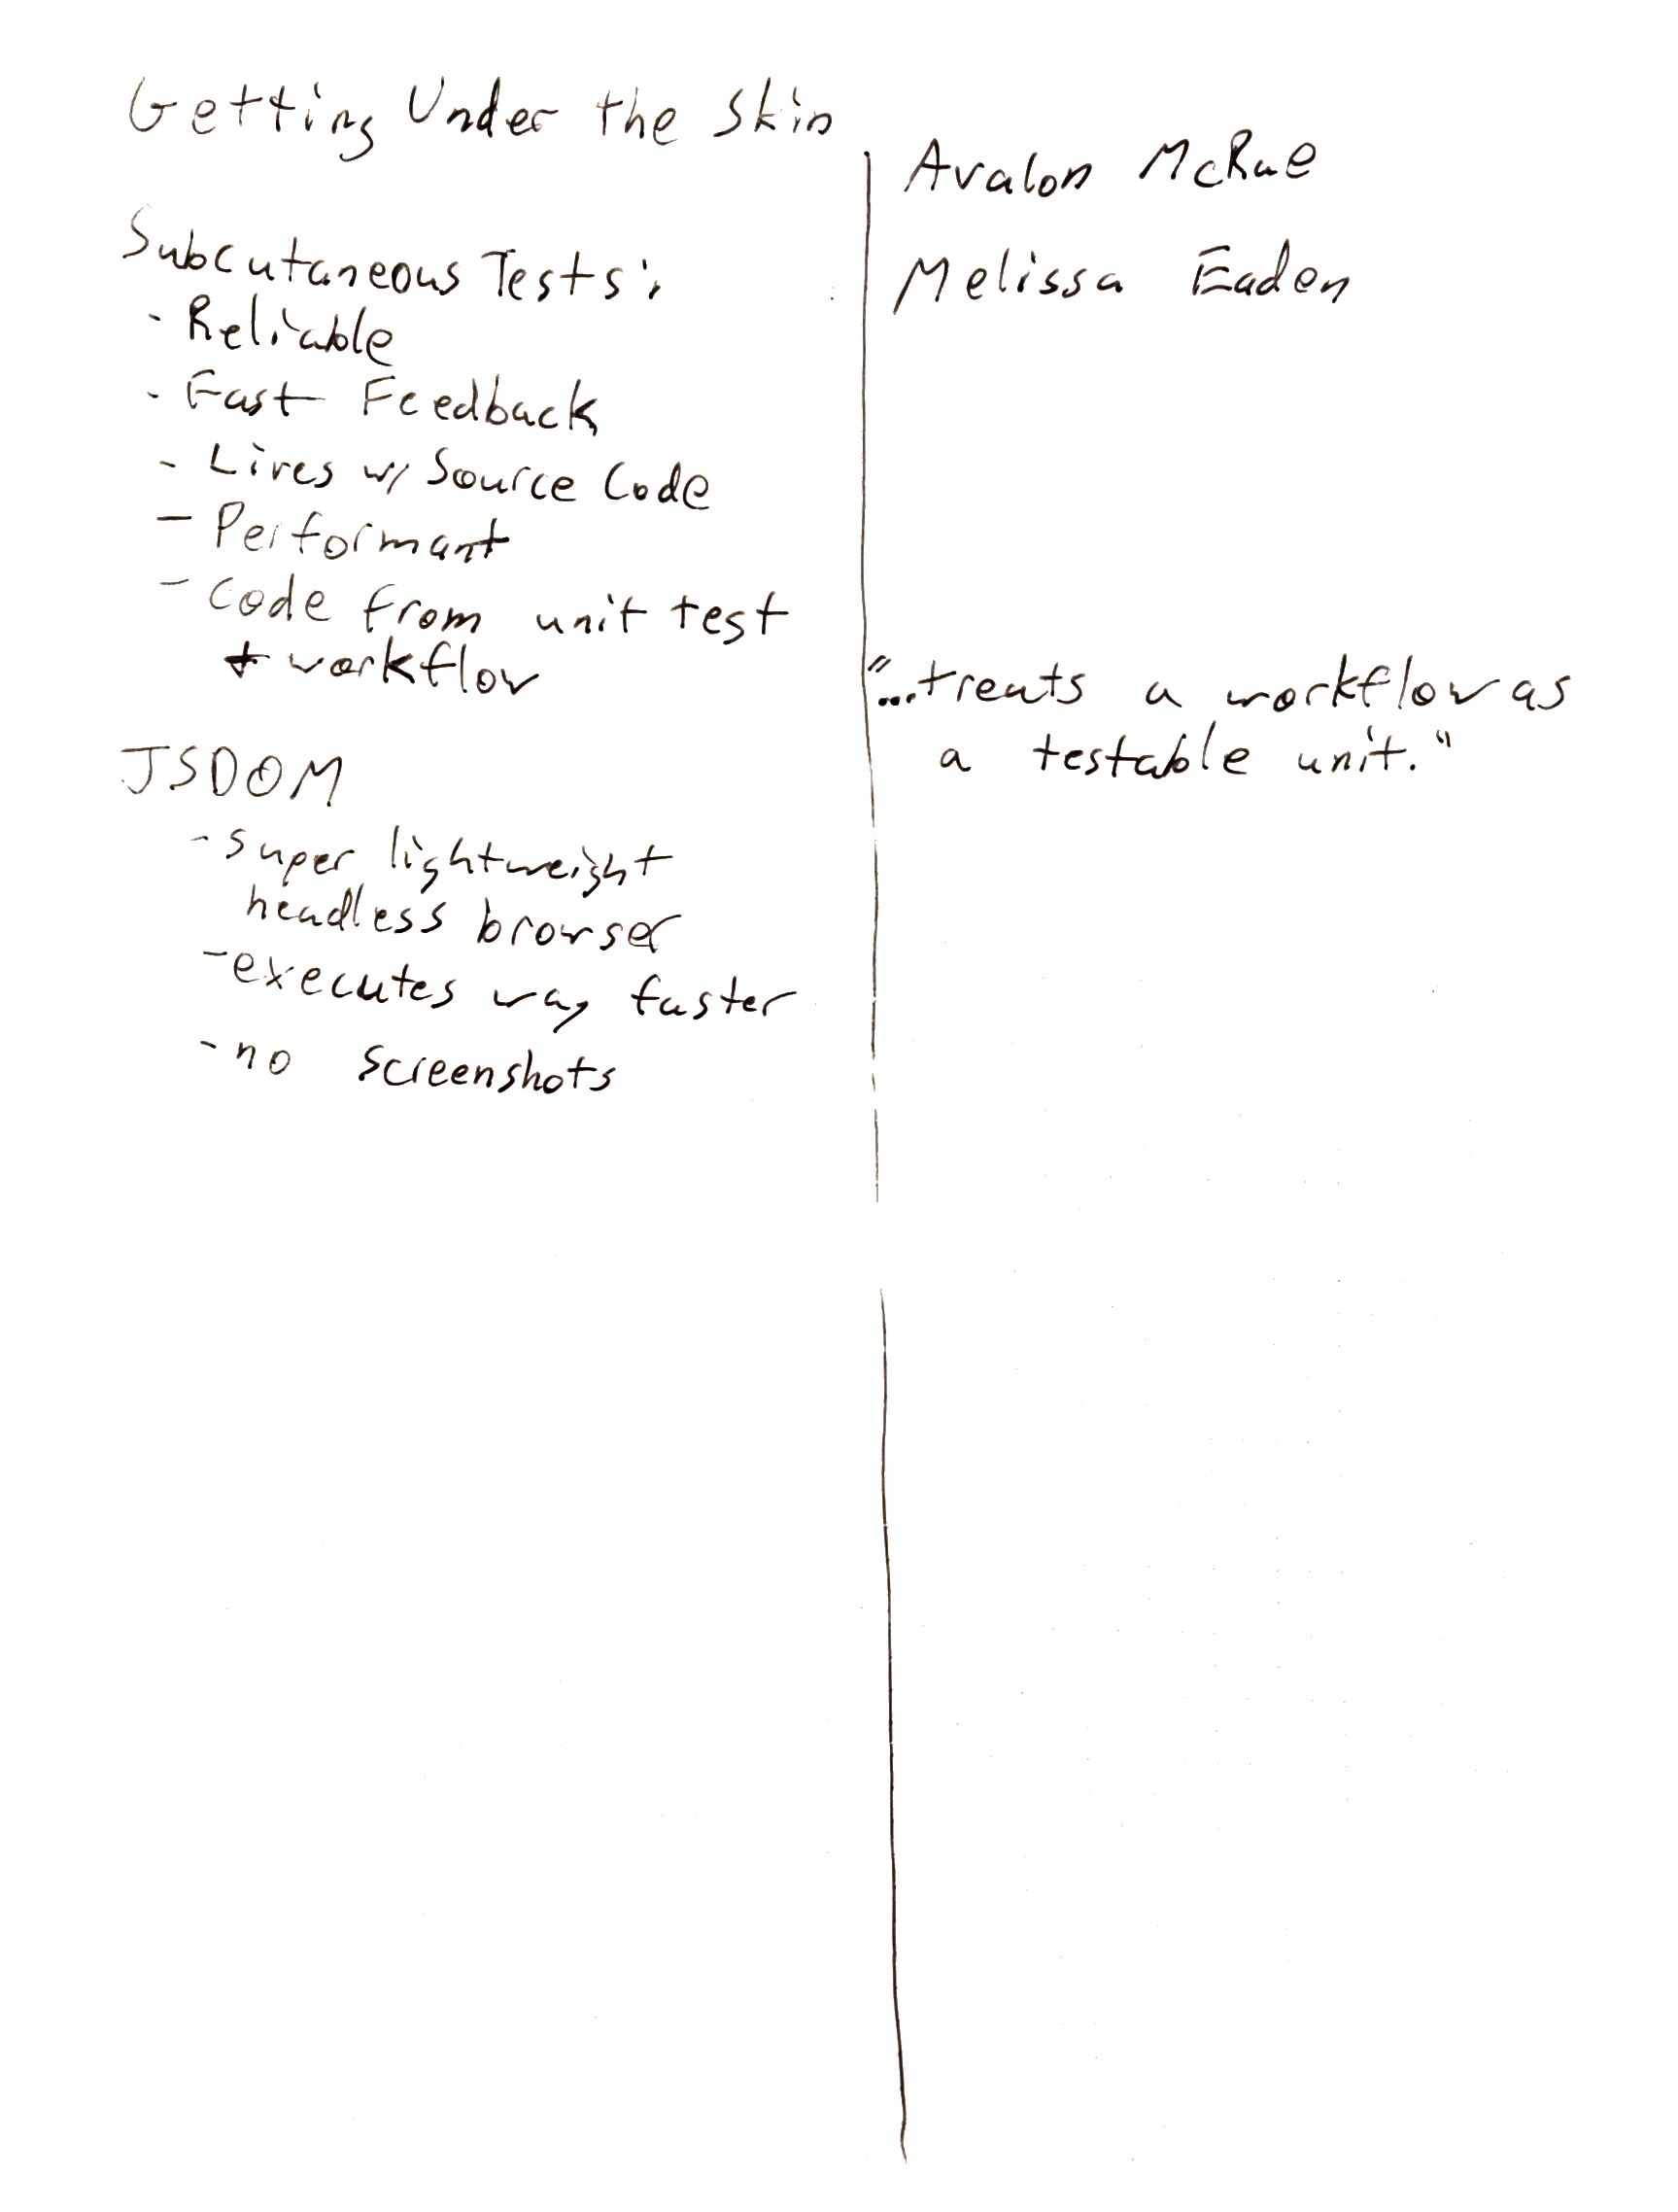 Getting Under the Skin
Subcutaneous Tests:
- Reliable
- Fast Feedback
- Lives w/ Source Code
- Performant
- Code from unit test
+ workflow
JSDOM
- super lightweight
headless browser
- executes way faster
- no screenshots
Avalon McRae
Melissa Eaden
"...treats a workflow as
a testable unit."